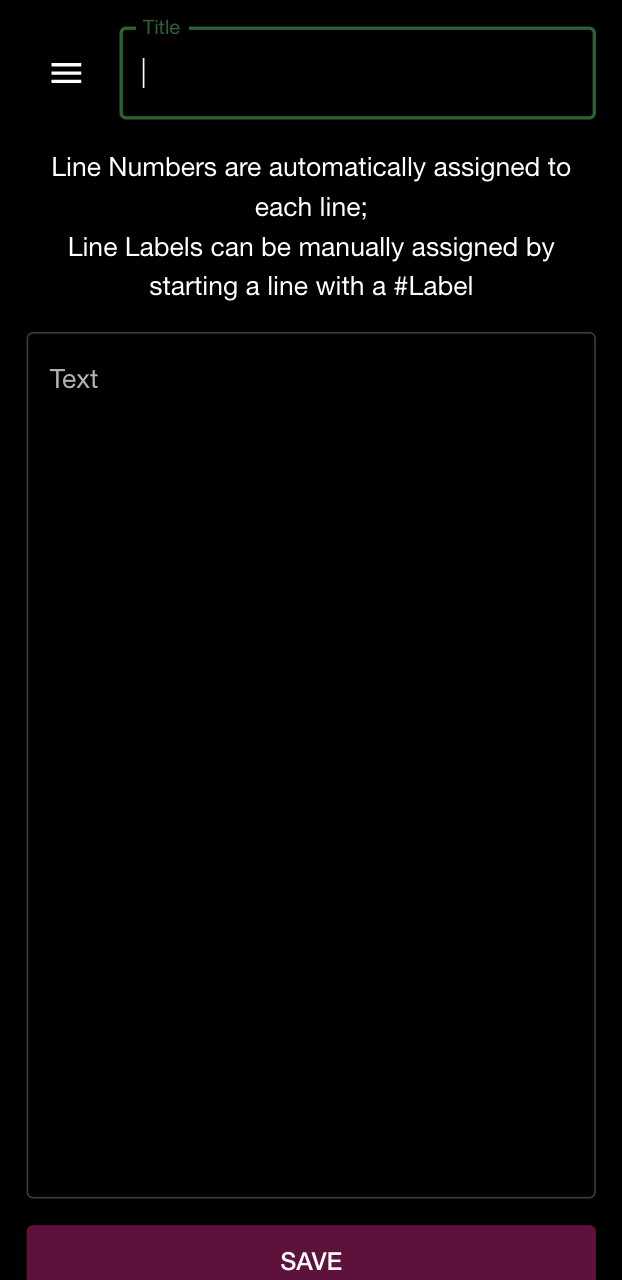 Title
Line Numbers are automatically assigned to
each line;
Line Labels can be manually assigned by
starting a line with a #Label
Text
SAVE